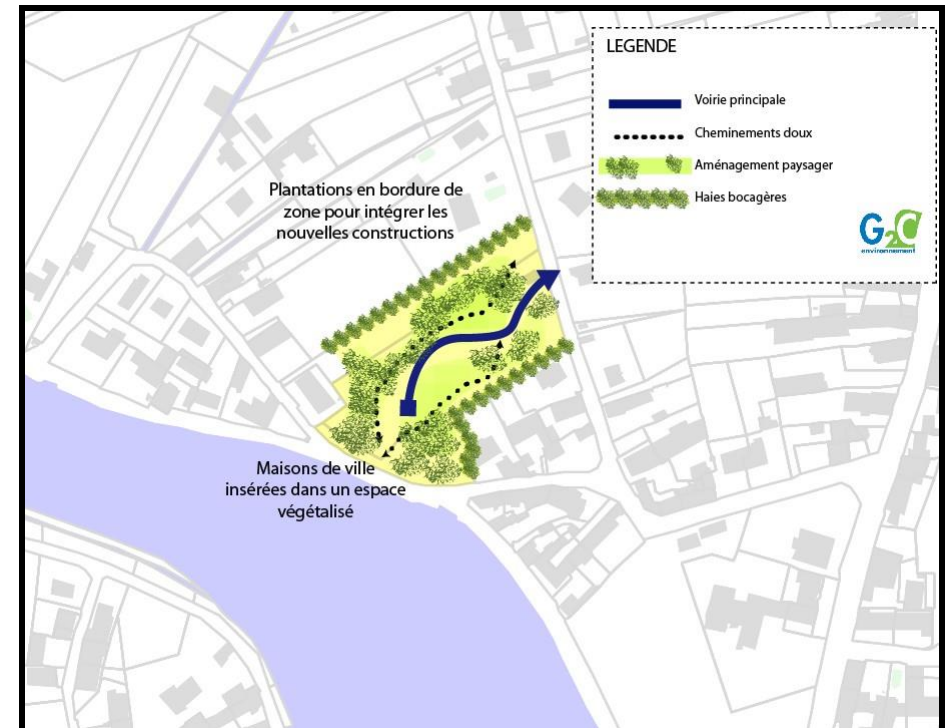 LEGENDE
Voirie principale
Cheminements doux
Aménagement paysager
Haies bocagères
G2C
environnement
Plantations en bordure de
zone pour intégrer les
nouvelles constructions
Maisons de ville
insérées dans un espace
végétalisé